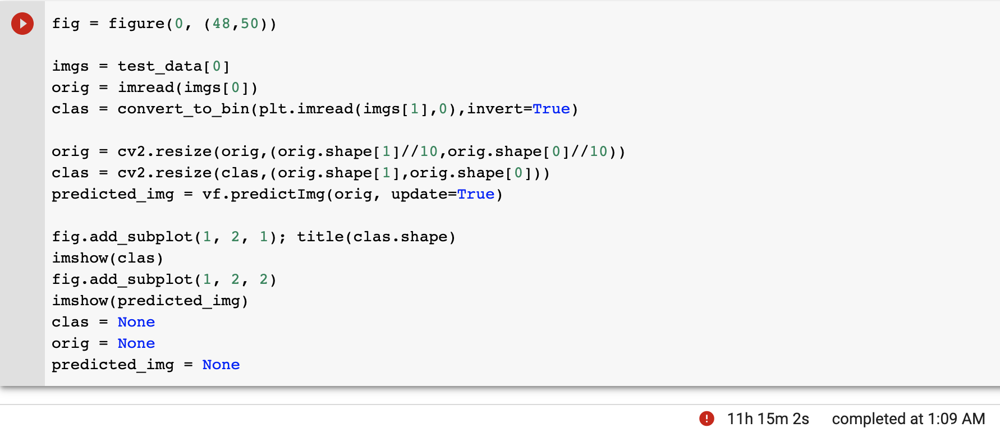 fig = figure(0, (48,50))
imgs = test_data[0]
orig = imread(imgs[0])
clas = convert_to_bin(plt.imread(imgs[1],0),invert=True)
orig = cv2.resize(orig,(orig.shape[1]//10,orig.shape[0]//10))
clas = cv2.resize(clas,(orig.shape[1],orig.shape[0]))
predicted_img = vf.predictImg(orig, update=True)
fig.add_subplot(1, 2, 1); title(clas.shape)
imshow(clas)
fig.add_subplot(1, 2, 2)
imshow(predicted_img)
clas = None
orig = None
predicted_img = None
11h 15m 2s completed at 1:09 AM